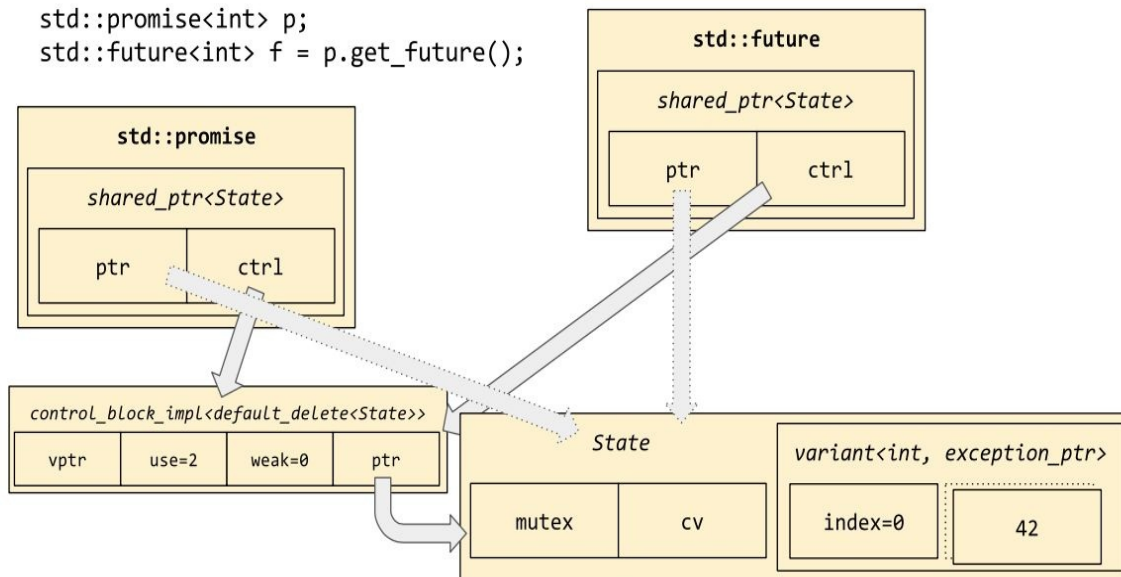 std::promise<int> p;
std::future<int> f = p.get_future();
std::future
shared_ptr<State>
ptr ctrl
std::promise
shared_ptr<State>
ptr ctrl
control_block_impl<default_delete<State>>
vptr use=2 weak=0 ptr
State
mutex cv
variant<int, exception_ptr>
index=0 42